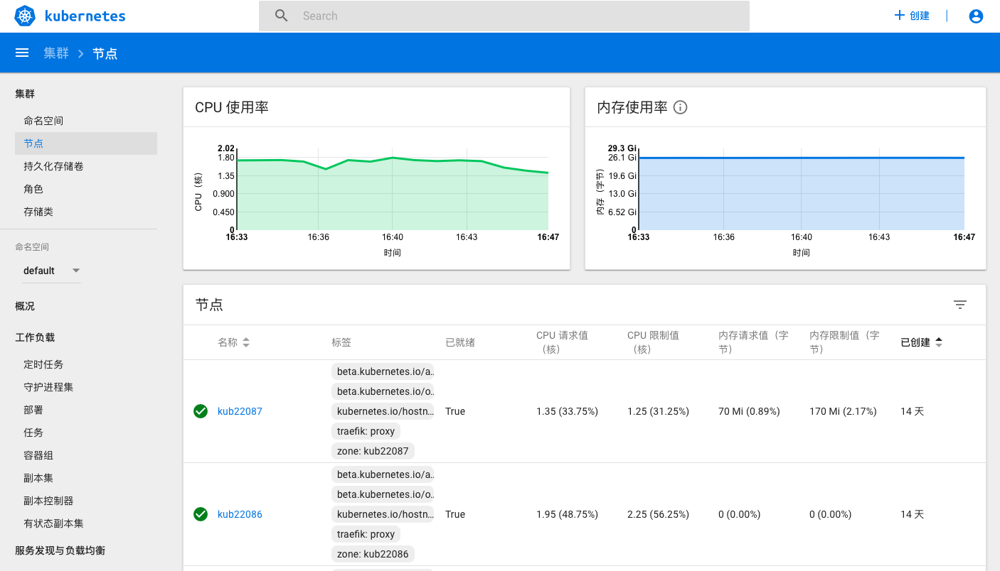 kubernetes
Search
创建
集群
节点
集群
命名空间
节点
持久化存储卷
角色
存储类
命名空间
default
概况
工作负载
定时任务
守护进程集
部署
任务
容器组
副本集
副本控制器
有状态副本集
服务发现与负载均衡
CPU 使用率
CPU（核）
2.02
1.80
1.35
0.900
0.450
0
16:33
16:36
16:40
16:43
16:47
时间
内存使用率
内存（字节）
29.3 Gi
26.1 Gi
19.6 Gi
13.0 Gi
6.52 Gi
0
16:33
16:36
16:40
16:43
16:47
时间
节点
名称
标签
已就绪
CPU 请求值
（核）
CPU 限制值
（核）
内存请求值（字
节）
内存限制值（字
节）
已创建
kub22087
beta.kubernetes.io/a..
beta.kubernetes.io/o..
kubernetes.io/hostn...
traefik: proxy
zone: kub22087
True
1.35 (33.75%)
1.25 (31.25%)
70 Mi (0.89%)
170 Mi (2.17%)
14 天
kub22086
beta.kubernetes.io/a..
beta.kubernetes.io/o..
kubernetes.io/hostn...
traefik: proxy
zone: kub22086
True
1.95 (48.75%)
2.25 (56.25%)
0 (0.00%)
0 (0.00%)
14 天